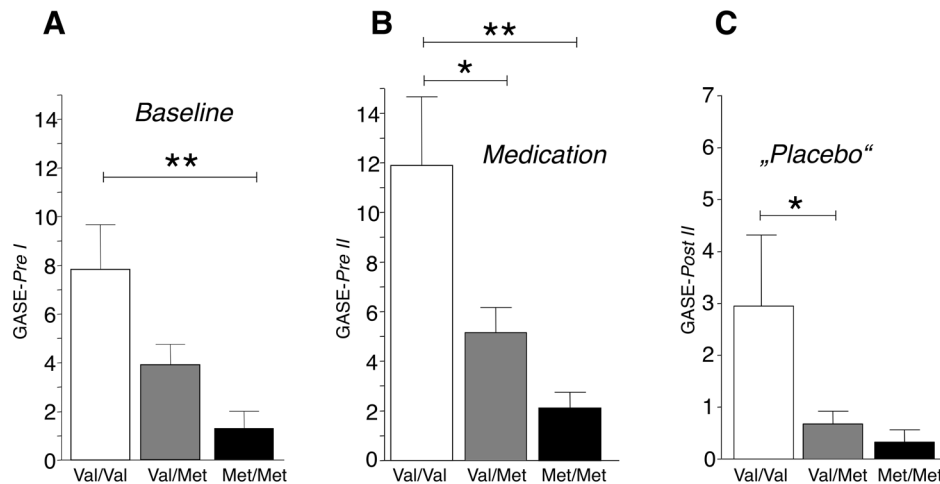 A
Baseline
**
GASE-Pre I
14
12
10
8
6
4
2
0
Val/Val Val/Met Met/Met
B
**
*
Medication
GASE-Pre II
14
12
10
8
6
4
2
0
Val/Val Val/Met Met/Met
C
„Placebo“
*
GASE-Post II
7
6
5
4
3
2
1
0
Val/Val Val/Met Met/Met